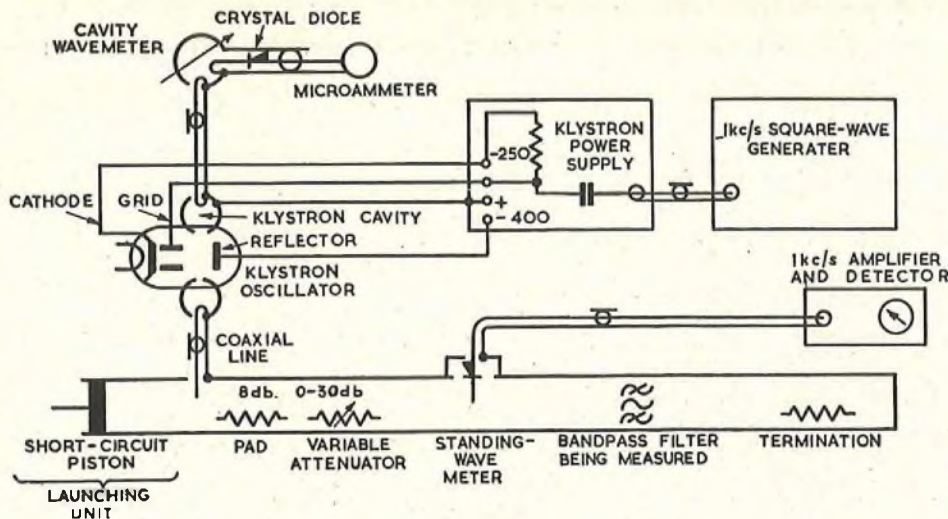 CAVITY
WAVEMETER
CRYSTAL DIODE
MICROAMMETER
-250
+
- 400
KLYSTRON
POWER
SUPPLY
1kc/s SQUARE-WAVE
GENERATER
CATHODE
GRID
KLYSTRON CAVITY
REFLECTOR
KLYSTRON
OSCILLATOR
1kc/s AMPLIFIER
AND DETECTOR
COAXIAL
LINE
8db.
0-30db
SHORT-CIRCUIT
PISTON
PAD
VARIABLE
ATTENUATOR
STANDING-
WAVE
METER
BANDPASS FILTER
BEING MEASURED
TERMINATION
LAUNCHING
UNIT